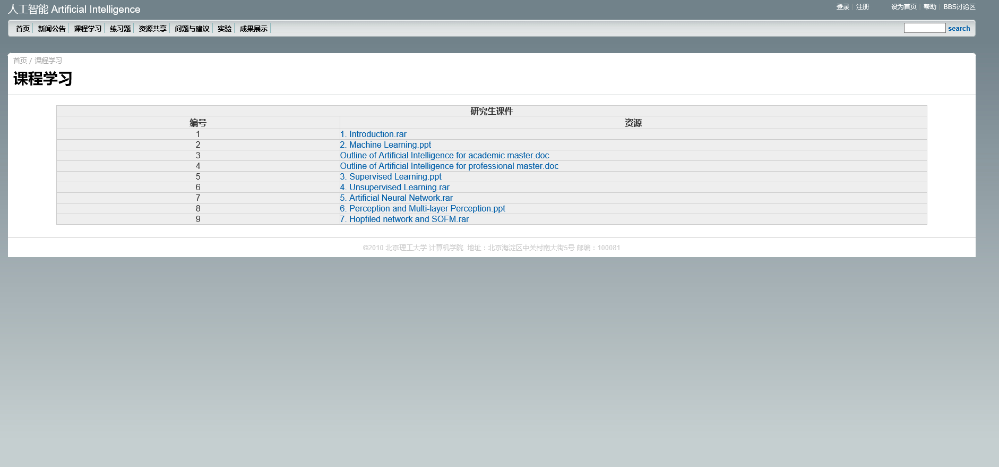 人工智能 Artificial Intelligence
登录 | 注册 设为首页 | 帮助 | BBS讨论区
首页 新闻公告 课程学习 练习题 资源共享 问题与建议 实验 成果展示 search
首页 / 课程学习
课程学习
研究生课件
编号 资源
1 1. Introduction.rar
2 2. Machine Learning.ppt
3 Outline of Artificial Intelligence for academic master.doc
4 Outline of Artificial Intelligence for professional master.doc
5 3. Supervised Learning.ppt
6 4. Unsupervised Learning.rar
7 5. Artificial Neural Network.rar
8 6. Perception and Multi-layer Perception.ppt
9 7. Hopfiled network and SOFM.rar
©2010 北京理工大学 计算机学院 地址：北京海淀区中关村南大街5号 邮编：100081